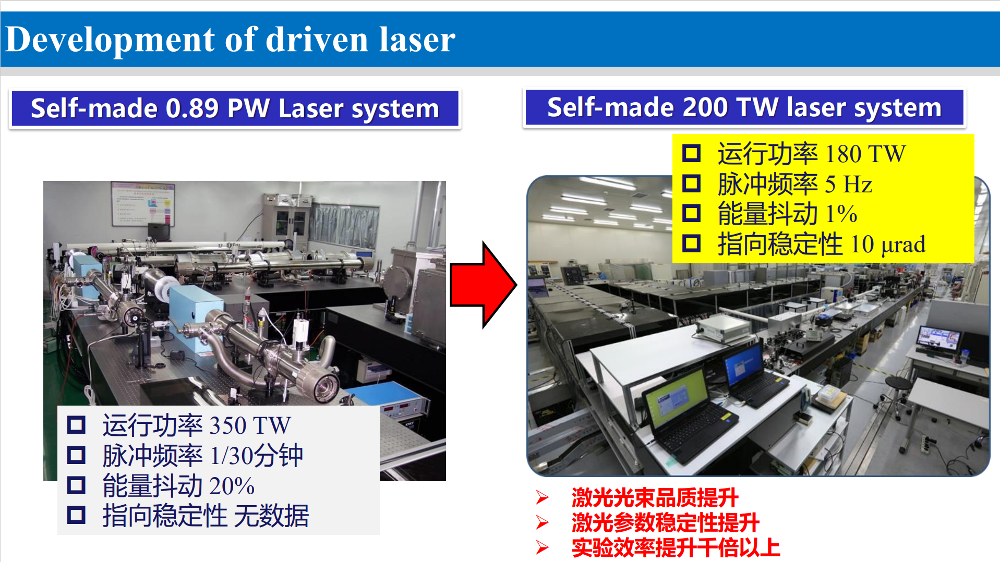 Development of driven laser
Self-made 0.89 PW Laser system
运行功率 350 TW
脉冲频率 1/30分钟
能量抖动 20%
指向稳定性 无数据
Self-made 200 TW laser system
运行功率 180 TW
脉冲频率 5 Hz
能量抖动 1%
指向稳定性 10 μrad
激光光束品质提升
激光参数稳定性提升
实验效率提升千倍以上